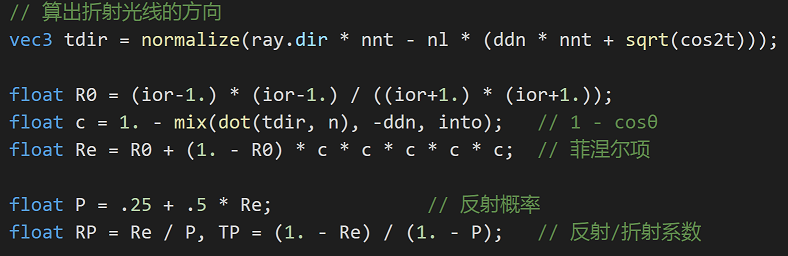 // 算出折射光线的方向
vec3 tdir = normalize(ray.dir * nnt - nl * (ddn * nnt + sqrt(cos2t)));
float R0 = (ior-1.) * (ior-1.) / ((ior+1.) * (ior+1.));
float c = 1. - mix(dot(tdir, n), -ddn, into);   // 1 - cosθ
float Re = R0 + (1. - R0) * c * c * c * c * c;  // 菲涅尔项
float P = .25 + .5 * Re;             // 反射概率
float RP = Re / P, TP = (1. - Re) / (1. - P);   // 反射/折射系数